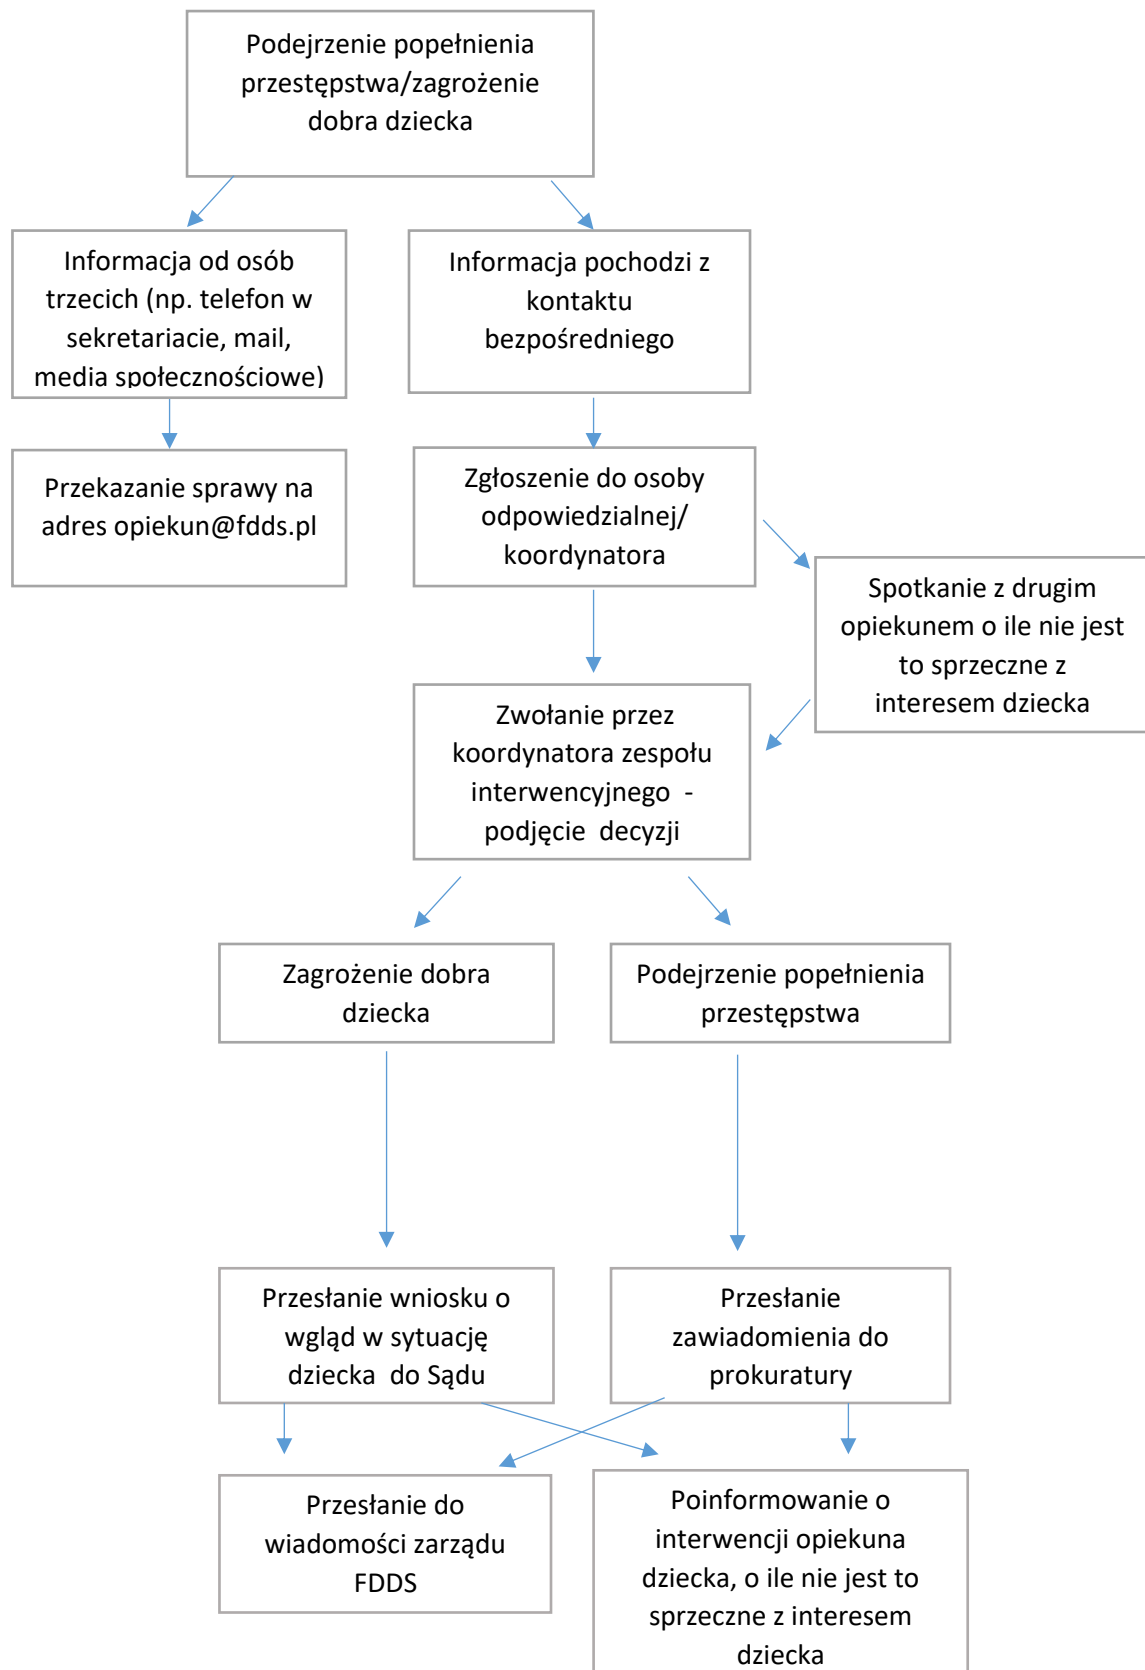 Podejrzenie popełnienia
przestępstwa/zagrożenie
dobra dziecka
Informacja od osób
trzecich (np. telefon w
sekretariacie, mail,
media społecznościowe)
Informacja pochodzi z
kontaktu
bezpośredniego
Przekazanie sprawy na
adres opiekun@fdds.pl
Zgłoszenie do osoby
odpowiedzialnej/
koordynatora
Spotkanie z drugim
opiekunem o ile nie jest
to sprzeczne z
interesem dziecka
Zwołanie przez
koordynatora zespołu
interwencyjnego -
podjęcie decyzji
Zagrożenie dobra
dziecka
Podejrzenie popełnienia
przestępstwa
Przesłanie wniosku o
wgląd w sytuację
dziecka do Sądu
Przesłanie
zawiadomienia do
prokuratury
Przesłanie do
wiadomości zarządu
FDDS
Poinformowanie o
interwencji opiekuna
dziecka, o ile nie jest to
sprzeczne z interesem
dziecka